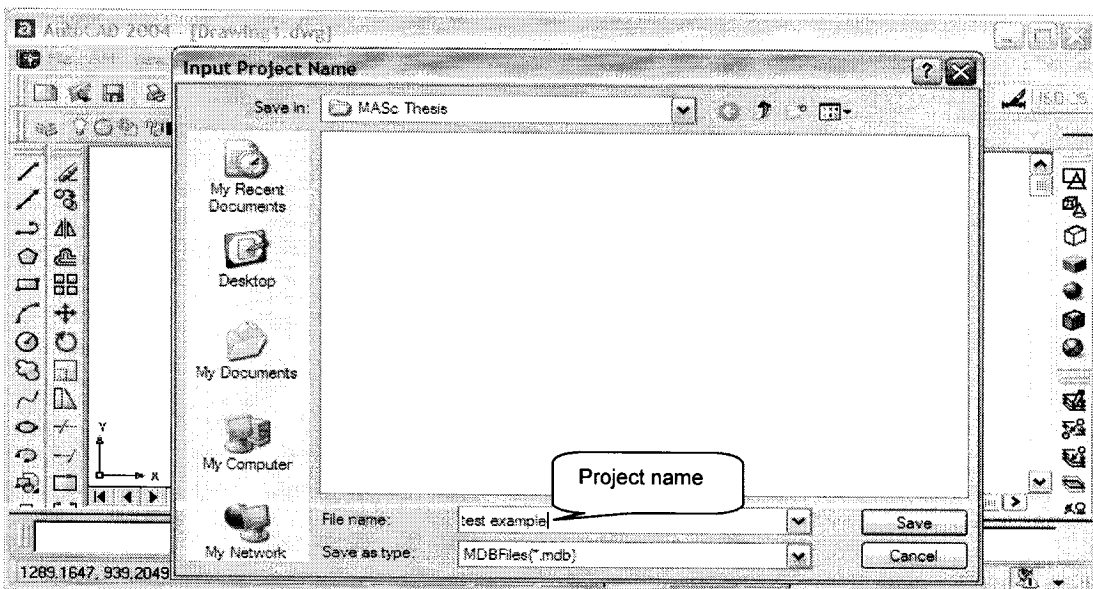 AutoCAD 2004 - [Drawing1.dwg]
Input Project Name
Save in:
MASc Thesis
My Recent
Documents
Desktop
My Documents
My Computer
My Network
Project name
File name:
test example
Save
Save as type:
MDBFiles(*.mdb)
Cancel
Y
X
1289.1647, 939.2049